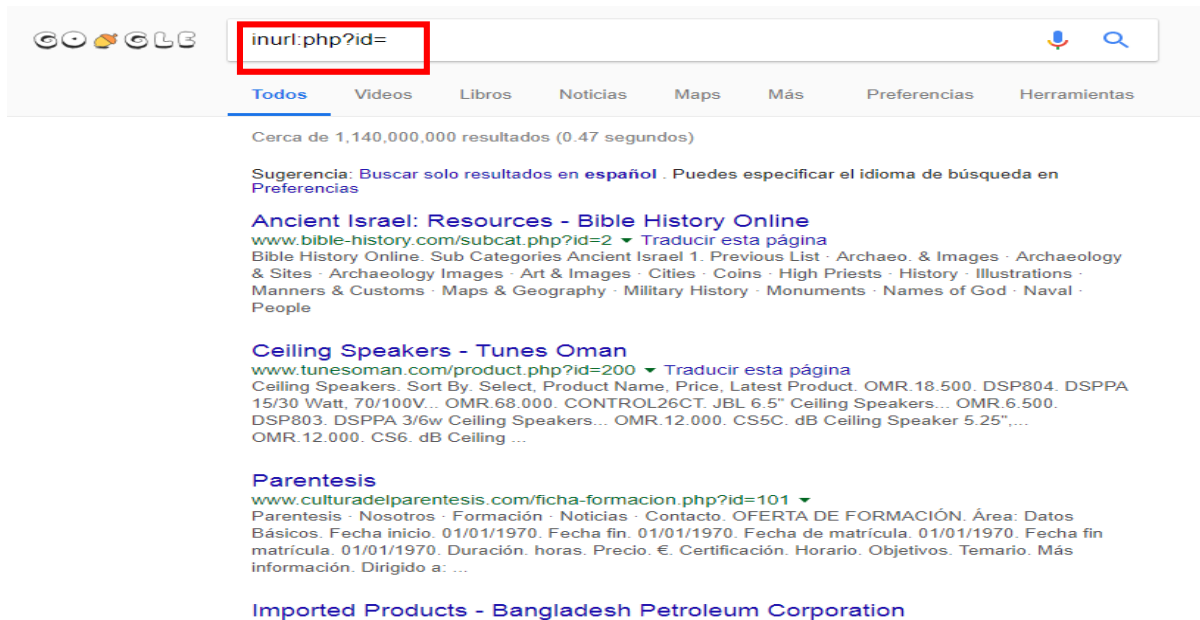 GOOGLE
inurl:php?id=
Todos Videos Libros Noticias Maps Más Preferencias Herramientas
Cerca de 1,140,000,000 resultados (0.47 segundos)
Sugerencia: Buscar solo resultados en español . Puedes especificar el idioma de búsqueda en
Preferencias
Ancient Israel: Resources - Bible History Online
www.bible-history.com/subcat.php?id=2 ▼ Traducir esta página
Bible History Online. Sub Categories Ancient Israel 1. Previous List · Archaeo. & Images · Archaeology
& Sites · Archaeology Images · Art & Images · Cities · Coins · High Priests · History · Illustrations ·
Manners & Customs · Maps & Geography · Military History · Monuments · Names of God · Naval ·
People
Ceiling Speakers - Tunes Oman
www.tunesoman.com/product.php?id=200 ▼ Traducir esta página
Ceiling Speakers. Sort By. Select, Product Name, Price, Latest Product. OMR.18.500. DSP804. DSPPA
15/30 Watt, 70/100V... OMR.68.000. CONTROL26CT. JBL 6.5" Ceiling Speakers... OMR.6.500.
DSP803. DSPPA 3/6w Ceiling Speakers... OMR.12.000. CS5C. dB Ceiling Speaker 5.25",...
OMR.12.000. CS6. dB Ceiling ...
Parentesis
www.culturadelparentesis.com/ficha-formacion.php?id=101 ▼
Parentesis · Nosotros · Formación · Noticias · Contacto. OFERTA DE FORMACIÓN. Área: Datos
Básicos. Fecha inicio. 01/01/1970. Fecha fin. 01/01/1970. Fecha de matrícula. 01/01/1970. Fecha fin
matrícula. 01/01/1970. Duración. horas. Precio. €. Certificación. Horario. Objetivos. Temario. Más
información. Dirigido a: ...
Imported Products - Bangladesh Petroleum Corporation